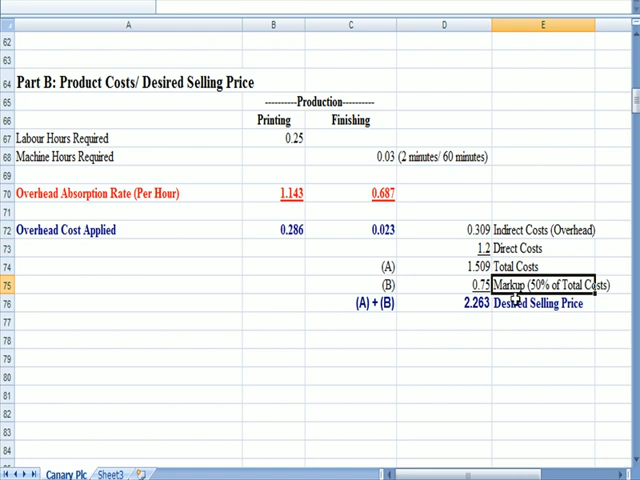 A B C D E
62
63
64 Part B: Product Costs/ Desired Selling Price
65 ----------Production----------
66 Printing Finishing
67 Labour Hours Required 0.25
68 Machine Hours Required 0.03 (2 minutes/ 60 minutes)
69
70 Overhead Absorption Rate (Per Hour) 1.143 0.687
71
72 Overhead Cost Applied 0.286 0.023 0.309 Indirect Costs (Overhead)
73 1.2 Direct Costs
74 (A) 1.509 Total Costs
75 (B) 0.75 Markup (50% of Total Costs)
76 (A) + (B) 2.263 Desired Selling Price
77
78
79
80
81
82
83
84
Canary Plc Sheet3